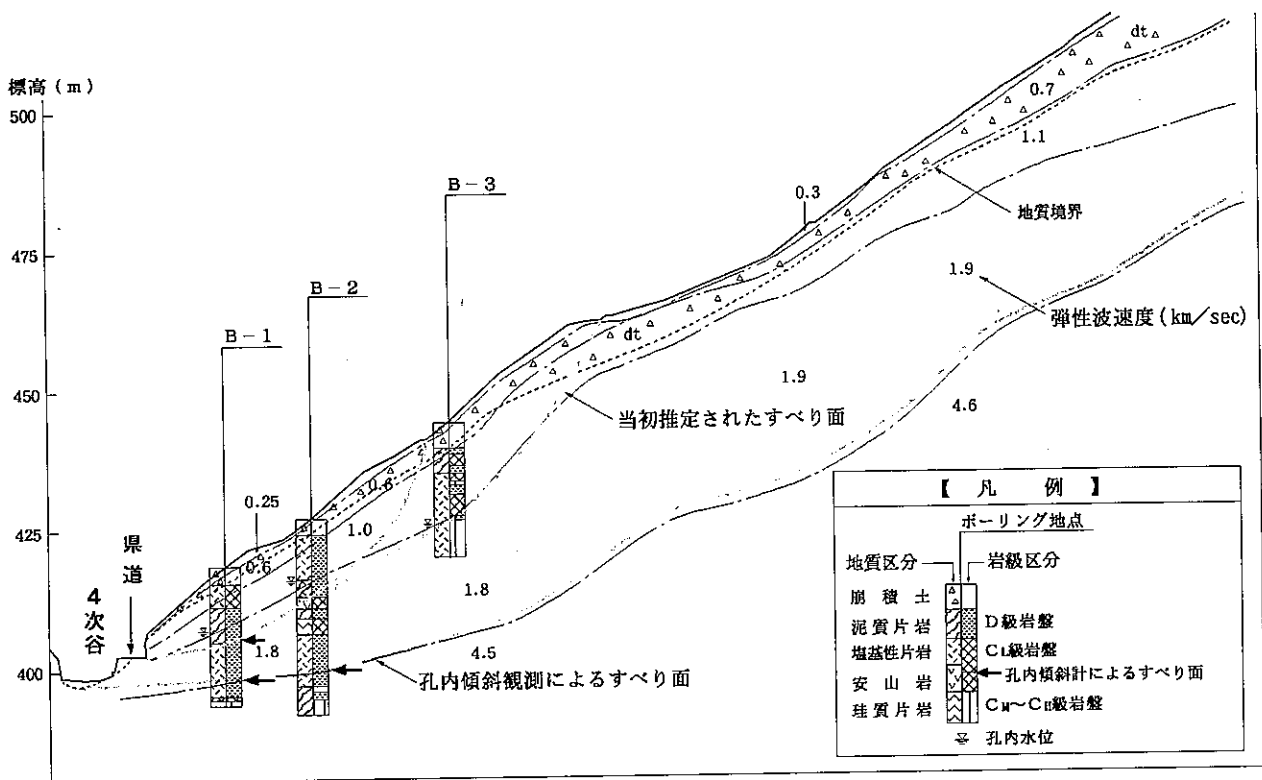 標高(m)
500
475
450
425
400
dt
0.7
1.1
B-3
0.3
地質境界
B-2
1.9
弾性波速度(km/sec)
dt
B-1
1.9
4.6
当初推定されたすべり面
0.25
0.6
1.0
県道
0.6
4次谷
1.8
1.8
4.5
孔内傾斜観測によるすべり面
【凡例】
ボーリング地点
地質区分
岩級区分
崩積土
泥質片岩
D級岩盤
塩基性片岩
CL級岩盤
孔内傾斜計によるすべり面
安山岩
珪質片岩
CM~CH級岩盤
孔内水位